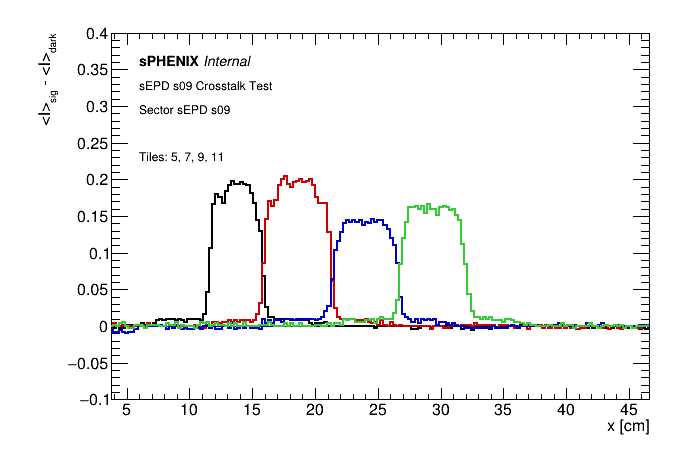 <I>sig - <I>dark
0.4
0.35
0.3
0.25
0.2
0.15
0.1
0.05
0
−0.05
−0.1
sPHENIX Internal
sEPD s09 Crosstalk Test
Sector sEPD s09
Tiles: 5, 7, 9, 11
5 10 15 20 25 30 35 40 45
x [cm]